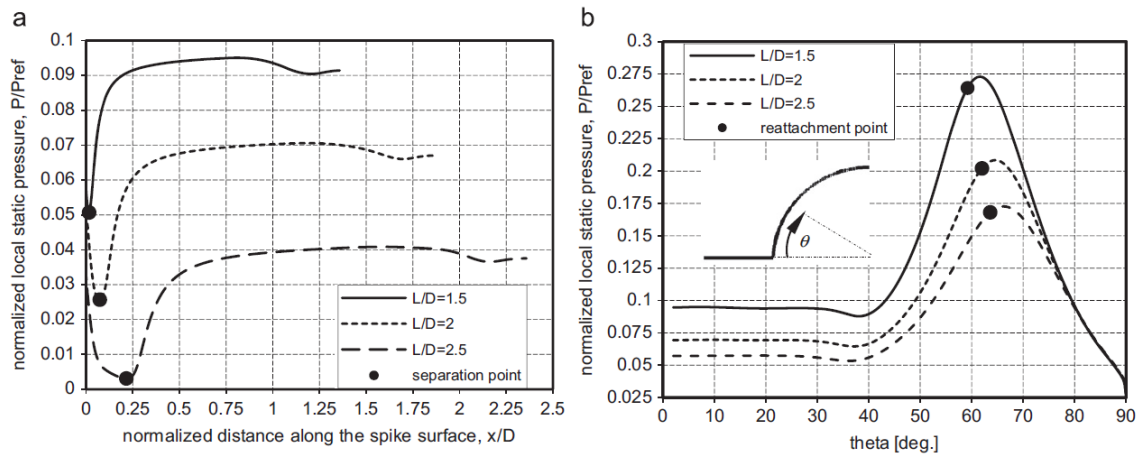 a
normalized local static pressure, P/Pref
0.1
0.09
0.08
0.07
0.06
0.05
0.04
0.03
0.02
0.01
0
0 0.25 0.5 0.75 1 1.25 1.5 1.75 2 2.25 2.5
normalized distance along the spike surface, x/D
L/D=1.5
L/D=2
L/D=2.5
separation point
b
normalized local static pressure, P/Pref
0.3
0.275
0.25
0.225
0.2
0.175
0.15
0.125
0.1
0.075
0.05
0.025
0 10 20 30 40 50 60 70 80 90
theta [deg.]
L/D=1.5
L/D=2
L/D=2.5
reattachment point
θ